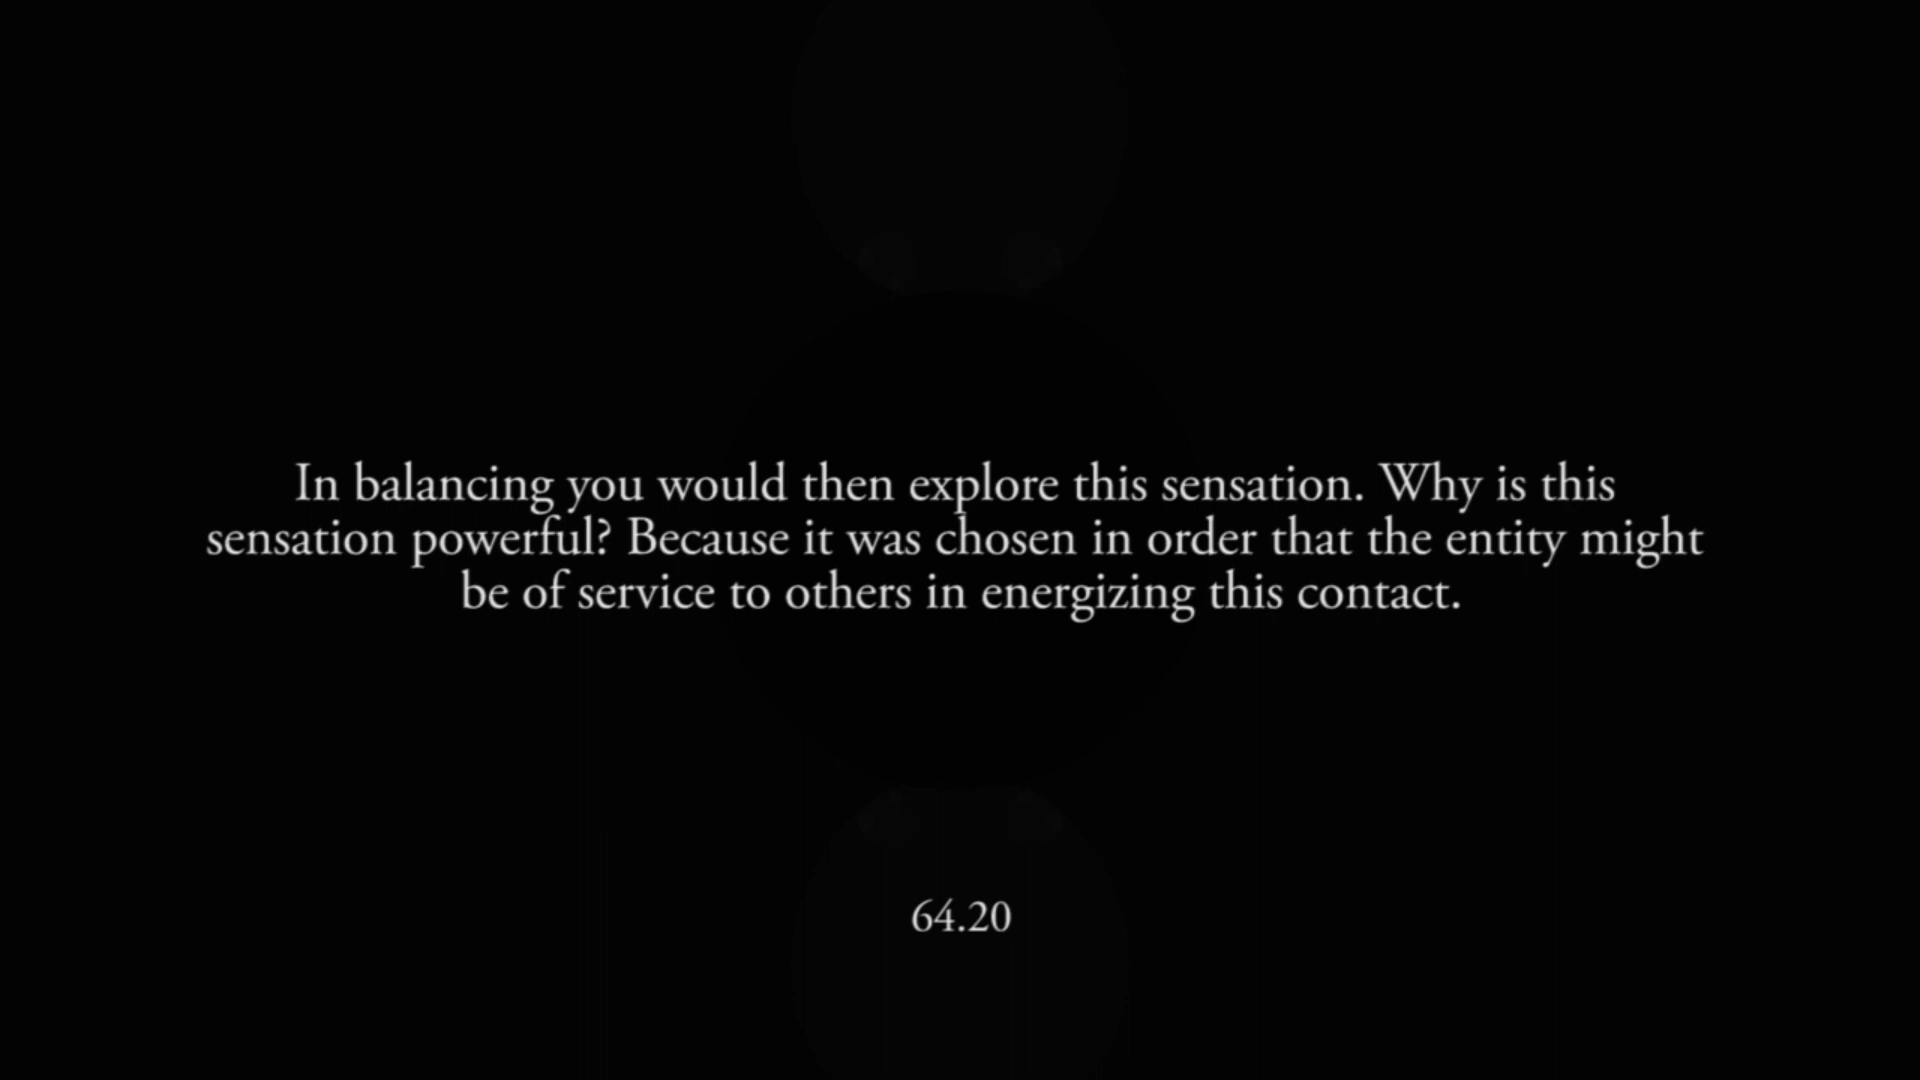 In balancing you would then explore this sensation. Why is this
sensation powerful? Because it was chosen in order that the entity might
be of service to others in energizing this contact.
64.20